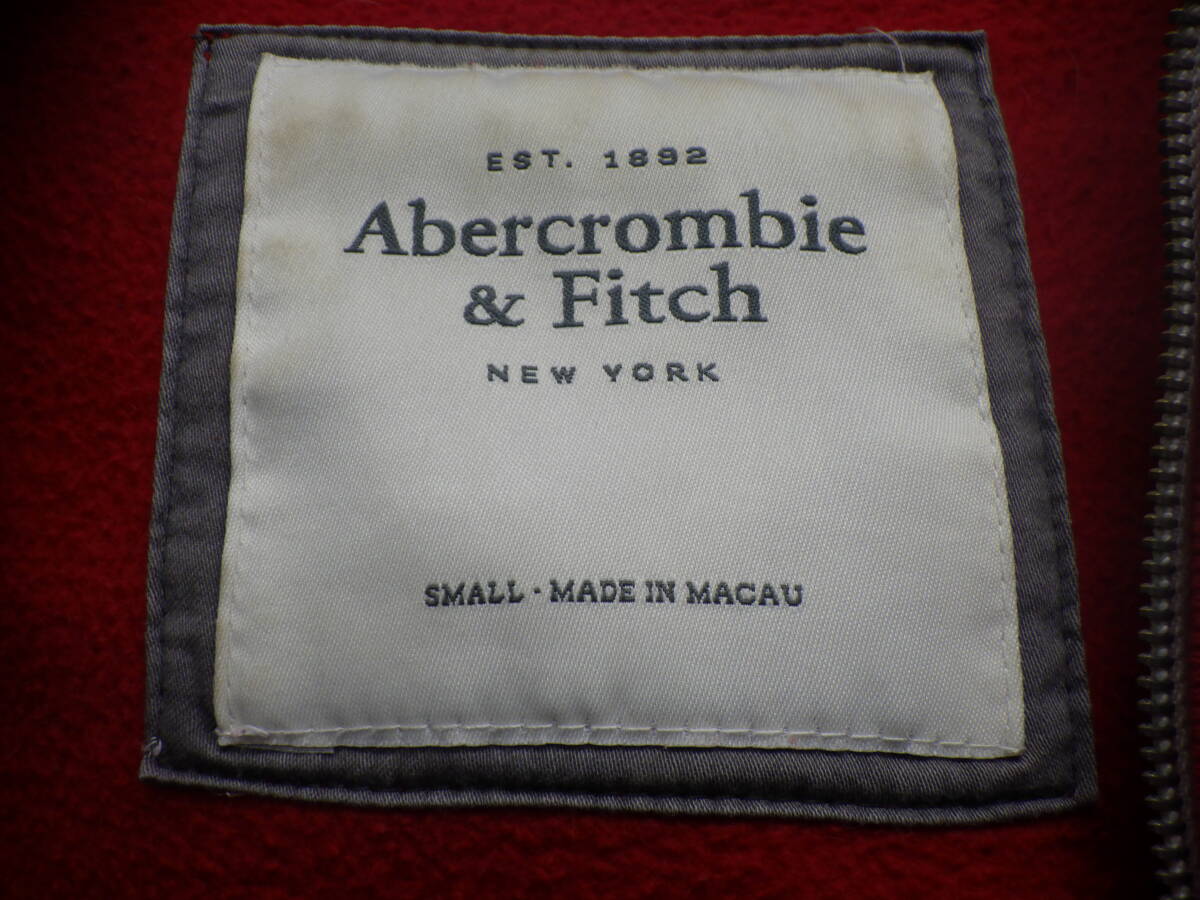 EST. 1892
Abercrombie
& Fitch
NEW YORK
SMALL · MADE IN MACAU